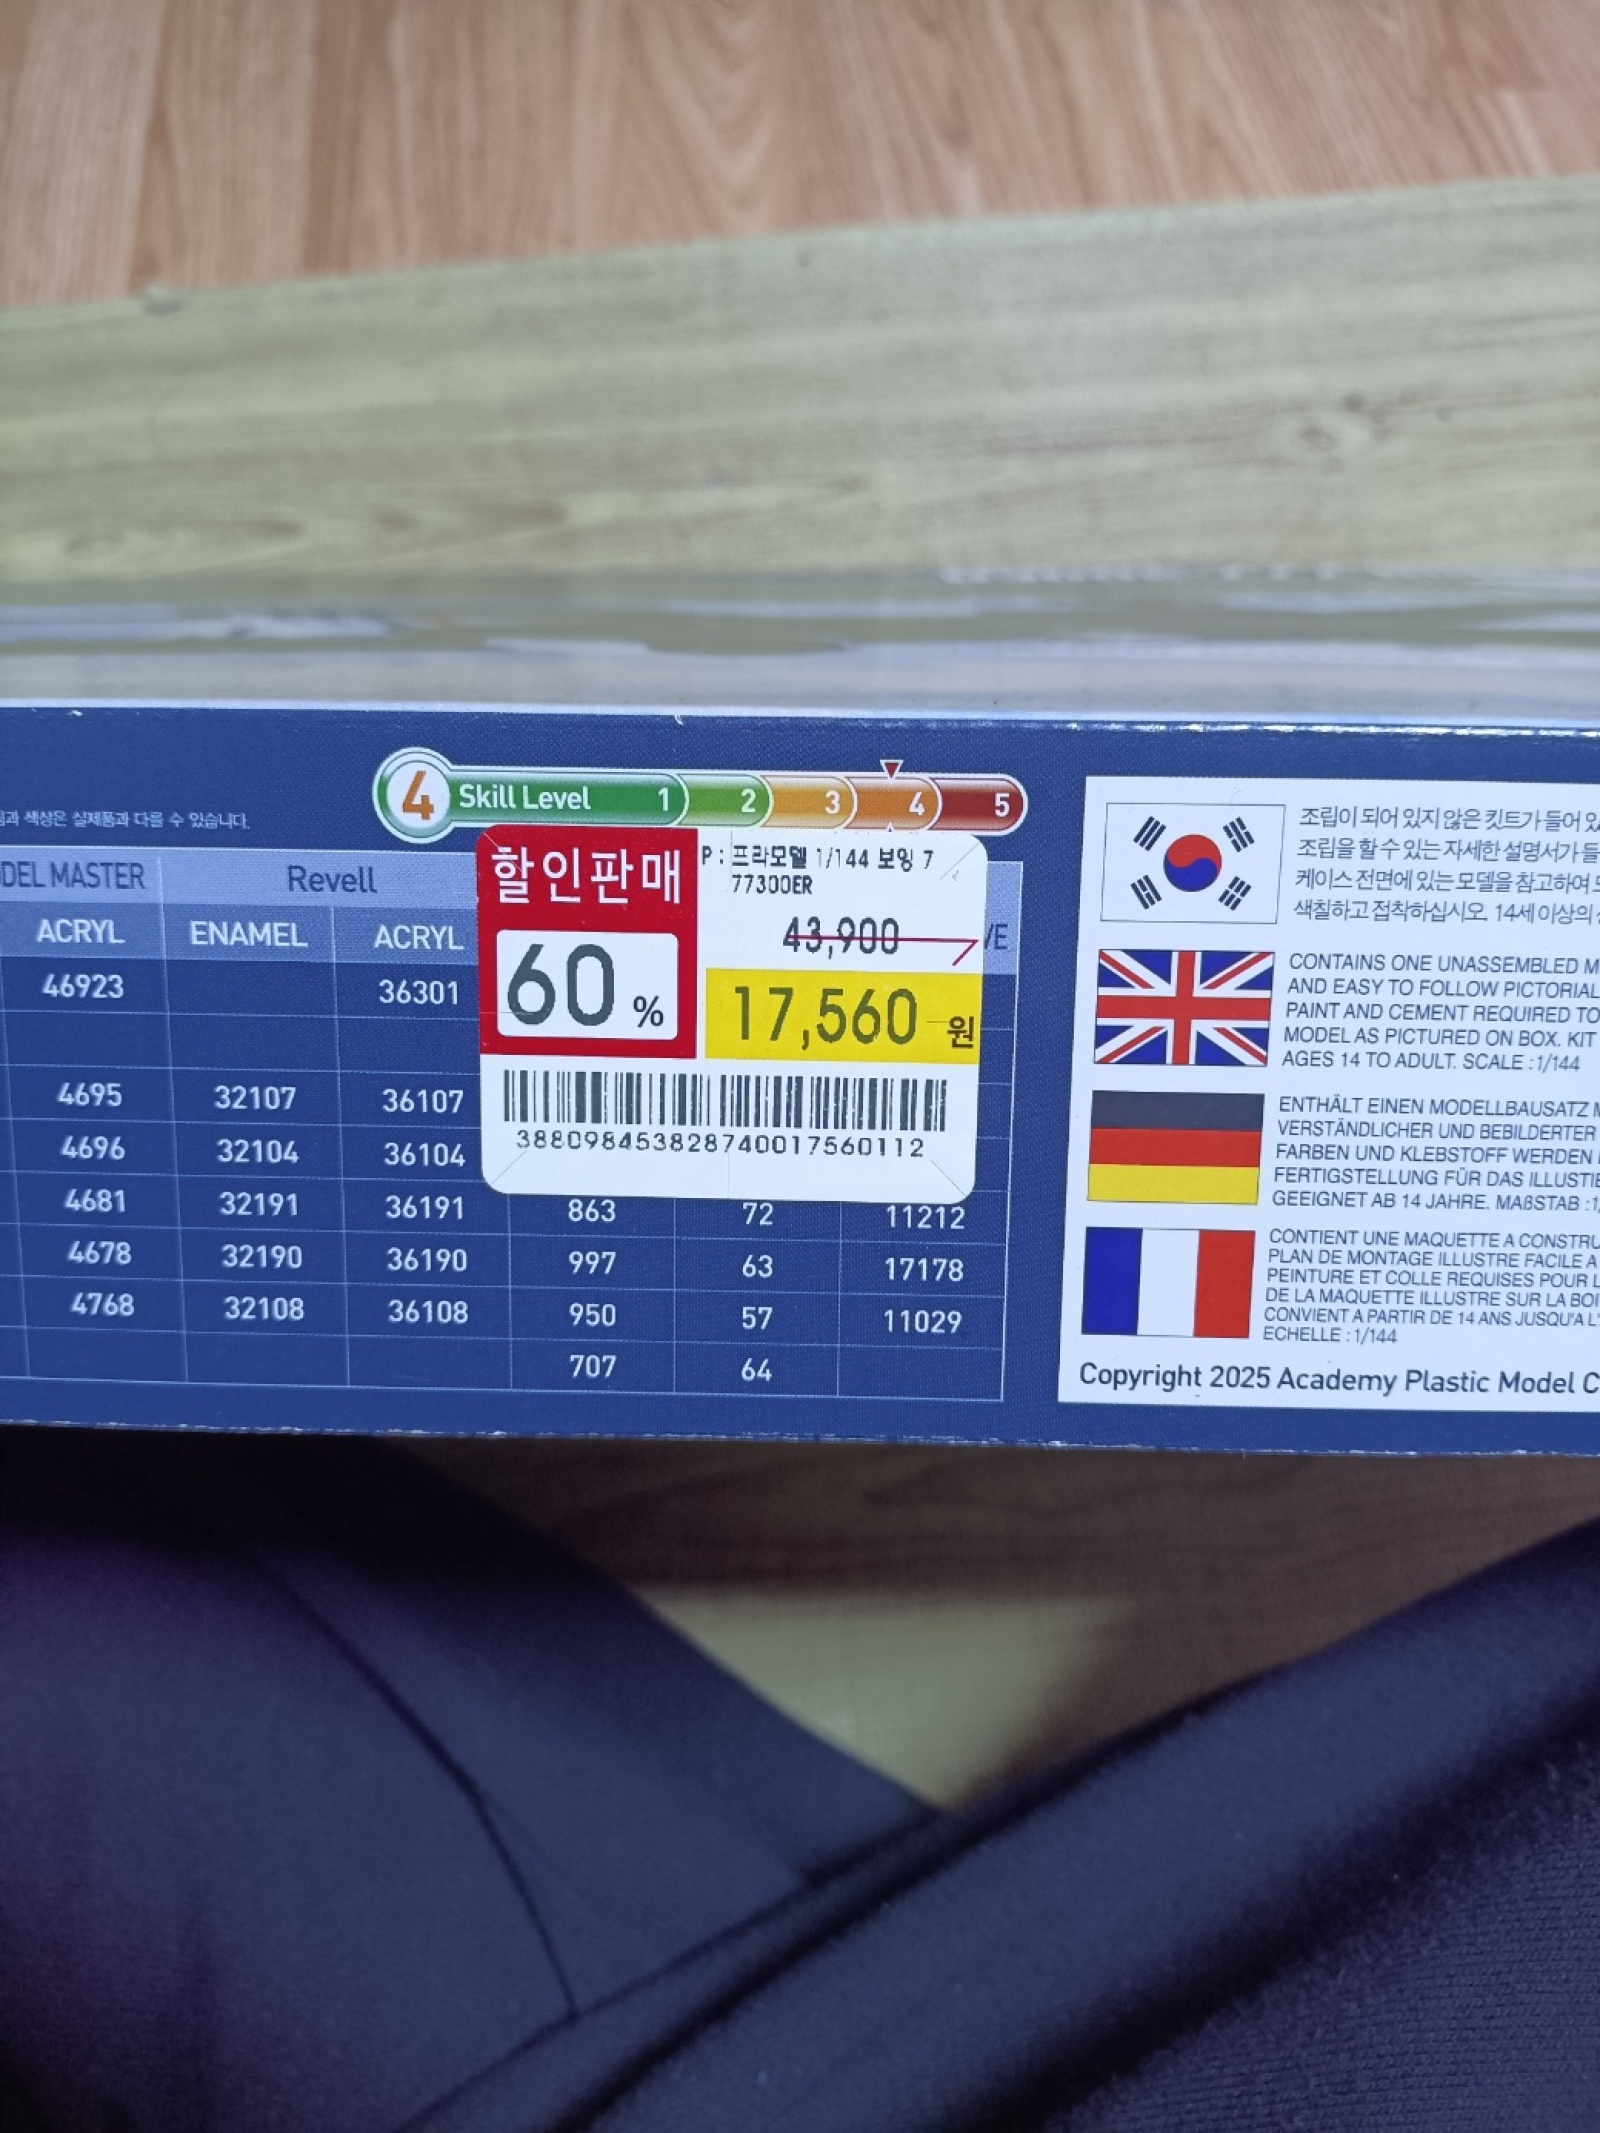 색상은 실제품과 다를 수 있습니다.
4 Skill Level 1 2 3 4 5
MASTER Revell
ACRYL ENAMEL ACRYL
46923 36301
4695 32107 36107
4696 32104 36104
4681 32191 36191 863 72 11212
4678 32190 36190 997 63 17178
4768 32108 36108 950 57 11029
707 64
할인판매
60 %
P : 프라모델 1/144 보잉 7
77300ER
43,900
17,560 원
388098453828740017560112
조립이 되어 있지 않은 킷트가 들어
조립을 할 수 있는 자세한 설명서가
케이스 전면에 있는 모델을 참고하여
색칠하고 접착하십시오. 14세 이상의
CONTAINS ONE UNASSEMBLED
AND EASY TO FOLLOW PICTORIAL
PAINT AND CEMENT REQUIRED TO
MODEL AS PICTURED ON BOX. KIT
AGES 14 TO ADULT. SCALE : 1/144
ENTHÄLT EINEN MODELLBAUSATZ
VERSTÄNDLICHER UND BEBILDERTER
FARBEN UND KLEBSTOFF WERDEN
FERTIGSTELLUNG FÜR DAS
GEEIGNET AB 14 JAHRE. MAßSTAB :
CONTIENT UNE MAQUETTE A
PLAN DE MONTAGE ILLUSTRE FACILE A
PEINTURE ET COLLE REQUISES POUR
DE LA MAQUETTE ILLUSTRE SUR LA
CONVIENT A PARTIR DE 14 ANS JUSQU'A
ECHELLE : 1/144
Copyright 2025 Academy Plastic Model